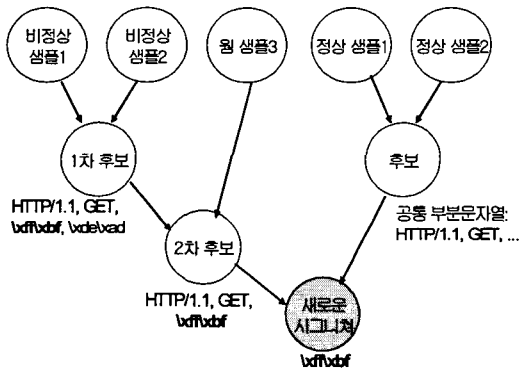 비정상
샘플1
비정상
샘플2
웜 샘플3
정상 샘플1
정상 샘플2
1차 후보
후보
HTTP/1.1, GET,
\xff\xbf, \xde\xad
공통 부분문자열:
HTTP/1.1, GET, ...
2차 후보
HTTP/1.1, GET,
\xff\xbf
새로운
시그니쳐
\xff\xbf